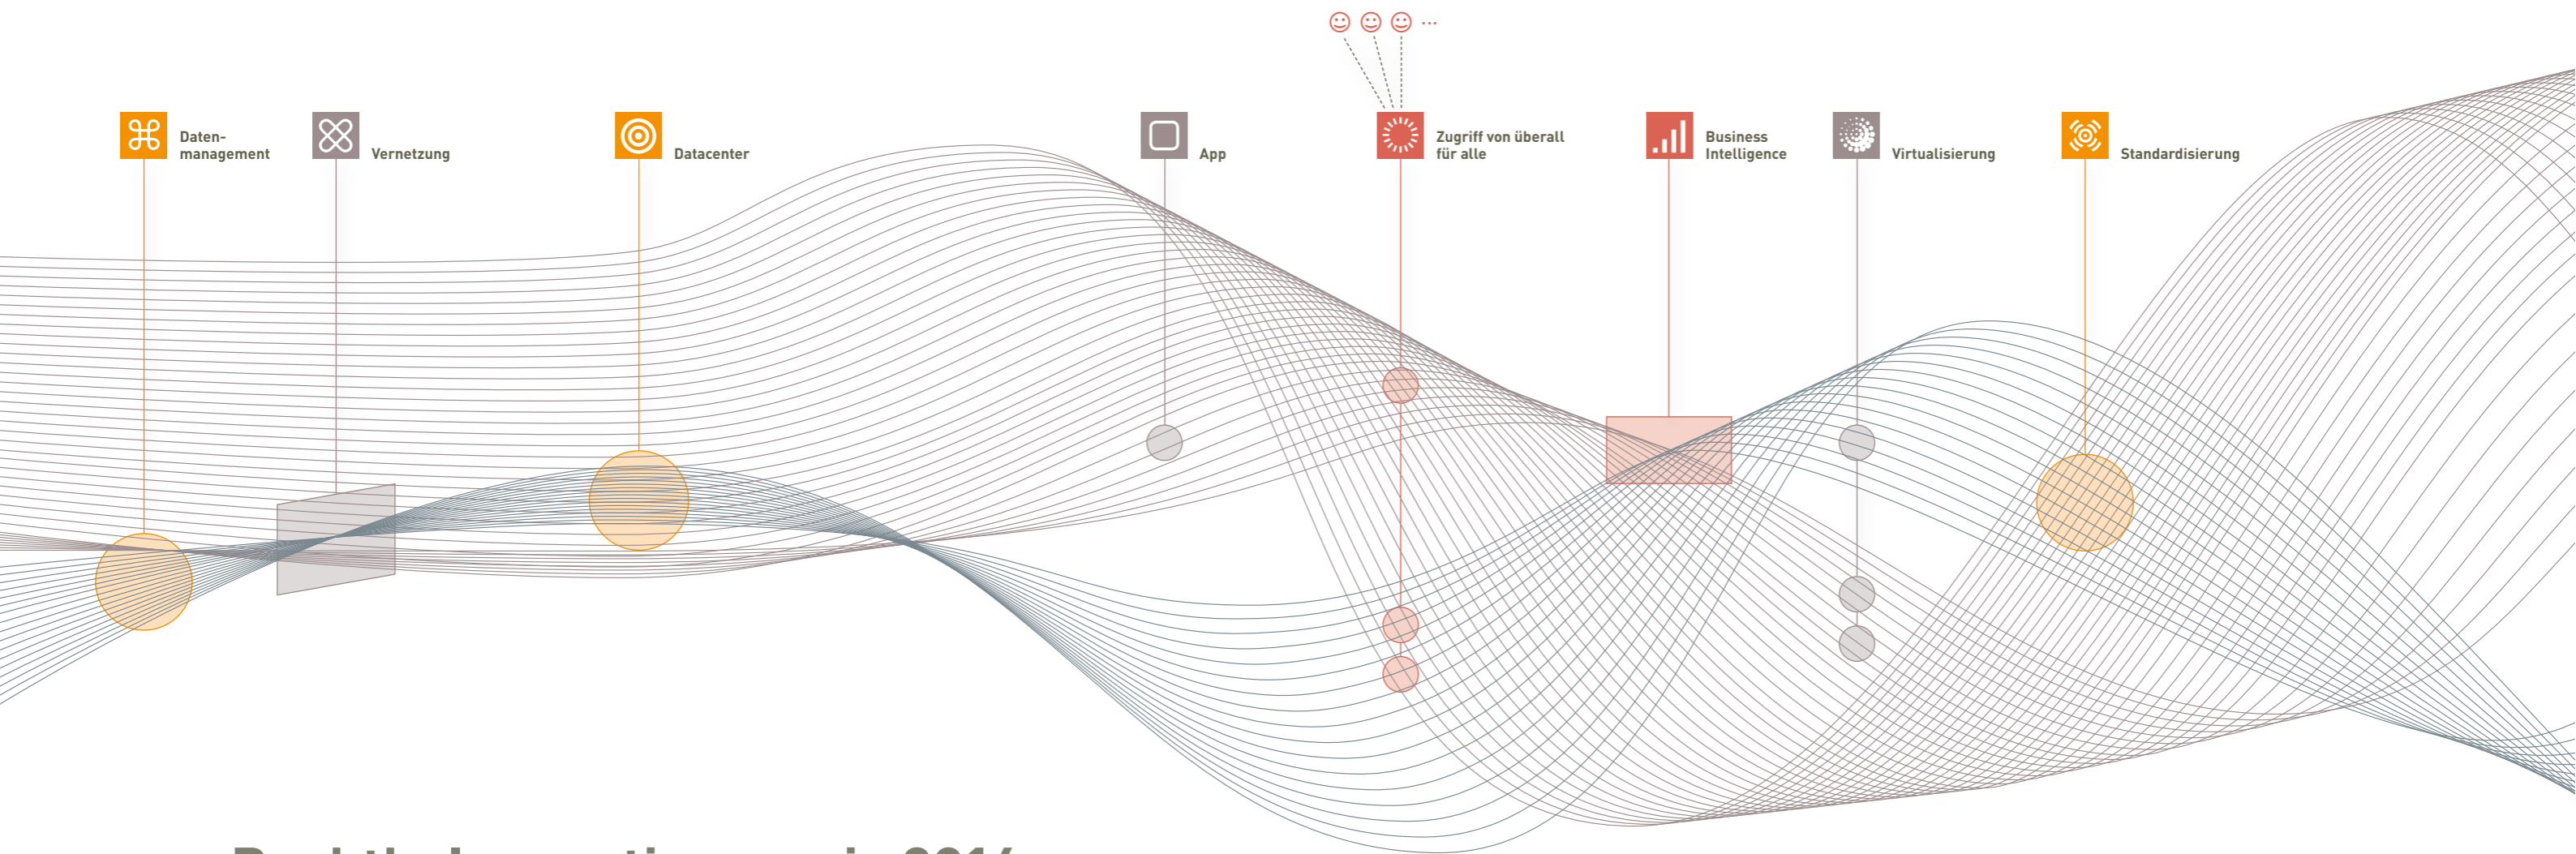 Daten-
management
Vernetzung
Datacenter
App
Zugriff von überall
für alle
Business
Intelligence
Virtualisierung
Standardisierung